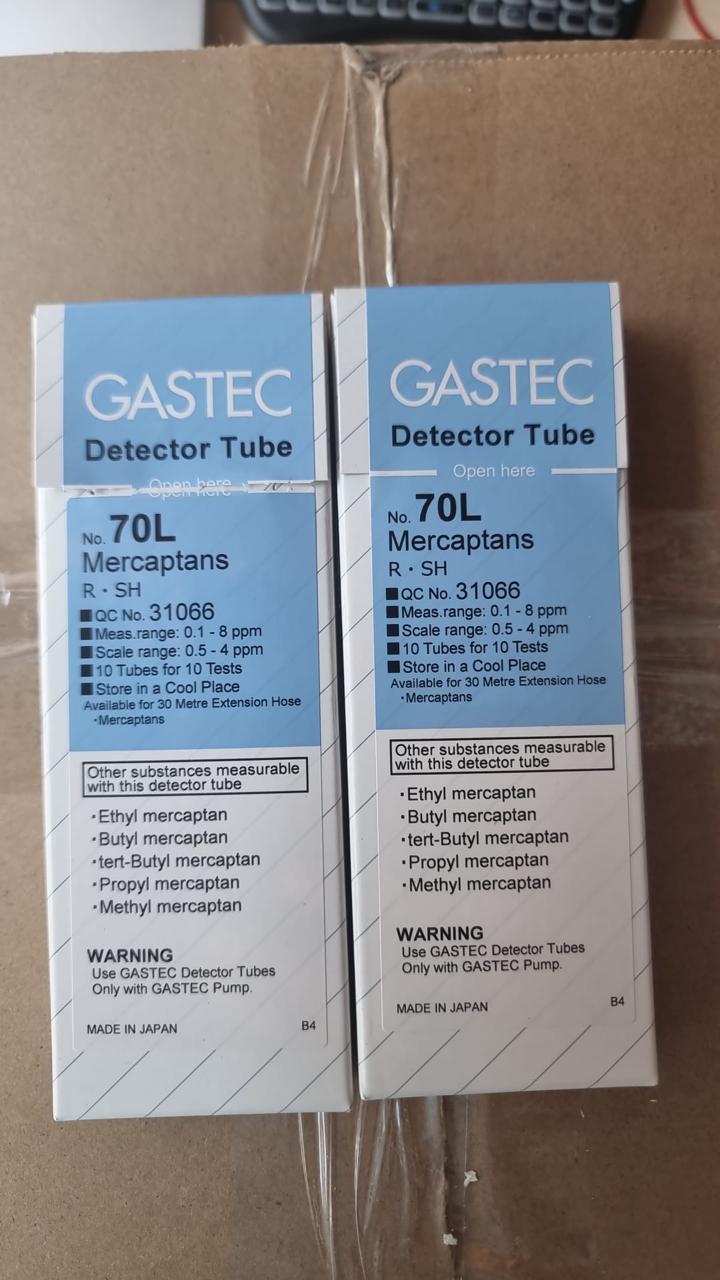 GASTEC
Detector Tube
Open here
No. 70L
Mercaptans
R・SH
■QC No. 31066
■Meas.range: 0.1 - 8 ppm
■Scale range: 0.5 - 4 ppm
■10 Tubes for 10 Tests
■Store in a Cool Place
Available for 30 Metre Extension Hose
・Mercaptans
Other substances measurable
with this detector tube
・Ethyl mercaptan
・Butyl mercaptan
・tert-Butyl mercaptan
・Propyl mercaptan
・Methyl mercaptan
WARNING
Use GASTEC Detector Tubes
Only with GASTEC Pump.
MADE IN JAPAN
B4
GASTEC
Detector Tube
Open here
No. 70L
Mercaptans
R・SH
■QC No. 31066
■Meas.range: 0.1 - 8 ppm
■Scale range: 0.5 - 4 ppm
■10 Tubes for 10 Tests
■Store in a Cool Place
Available for 30 Metre Extension Hose
・Mercaptans
Other substances measurable
with this detector tube
・Ethyl mercaptan
・Butyl mercaptan
・tert-Butyl mercaptan
・Propyl mercaptan
・Methyl mercaptan
WARNING
Use GASTEC Detector Tubes
Only with GASTEC Pump.
MADE IN JAPAN
B4